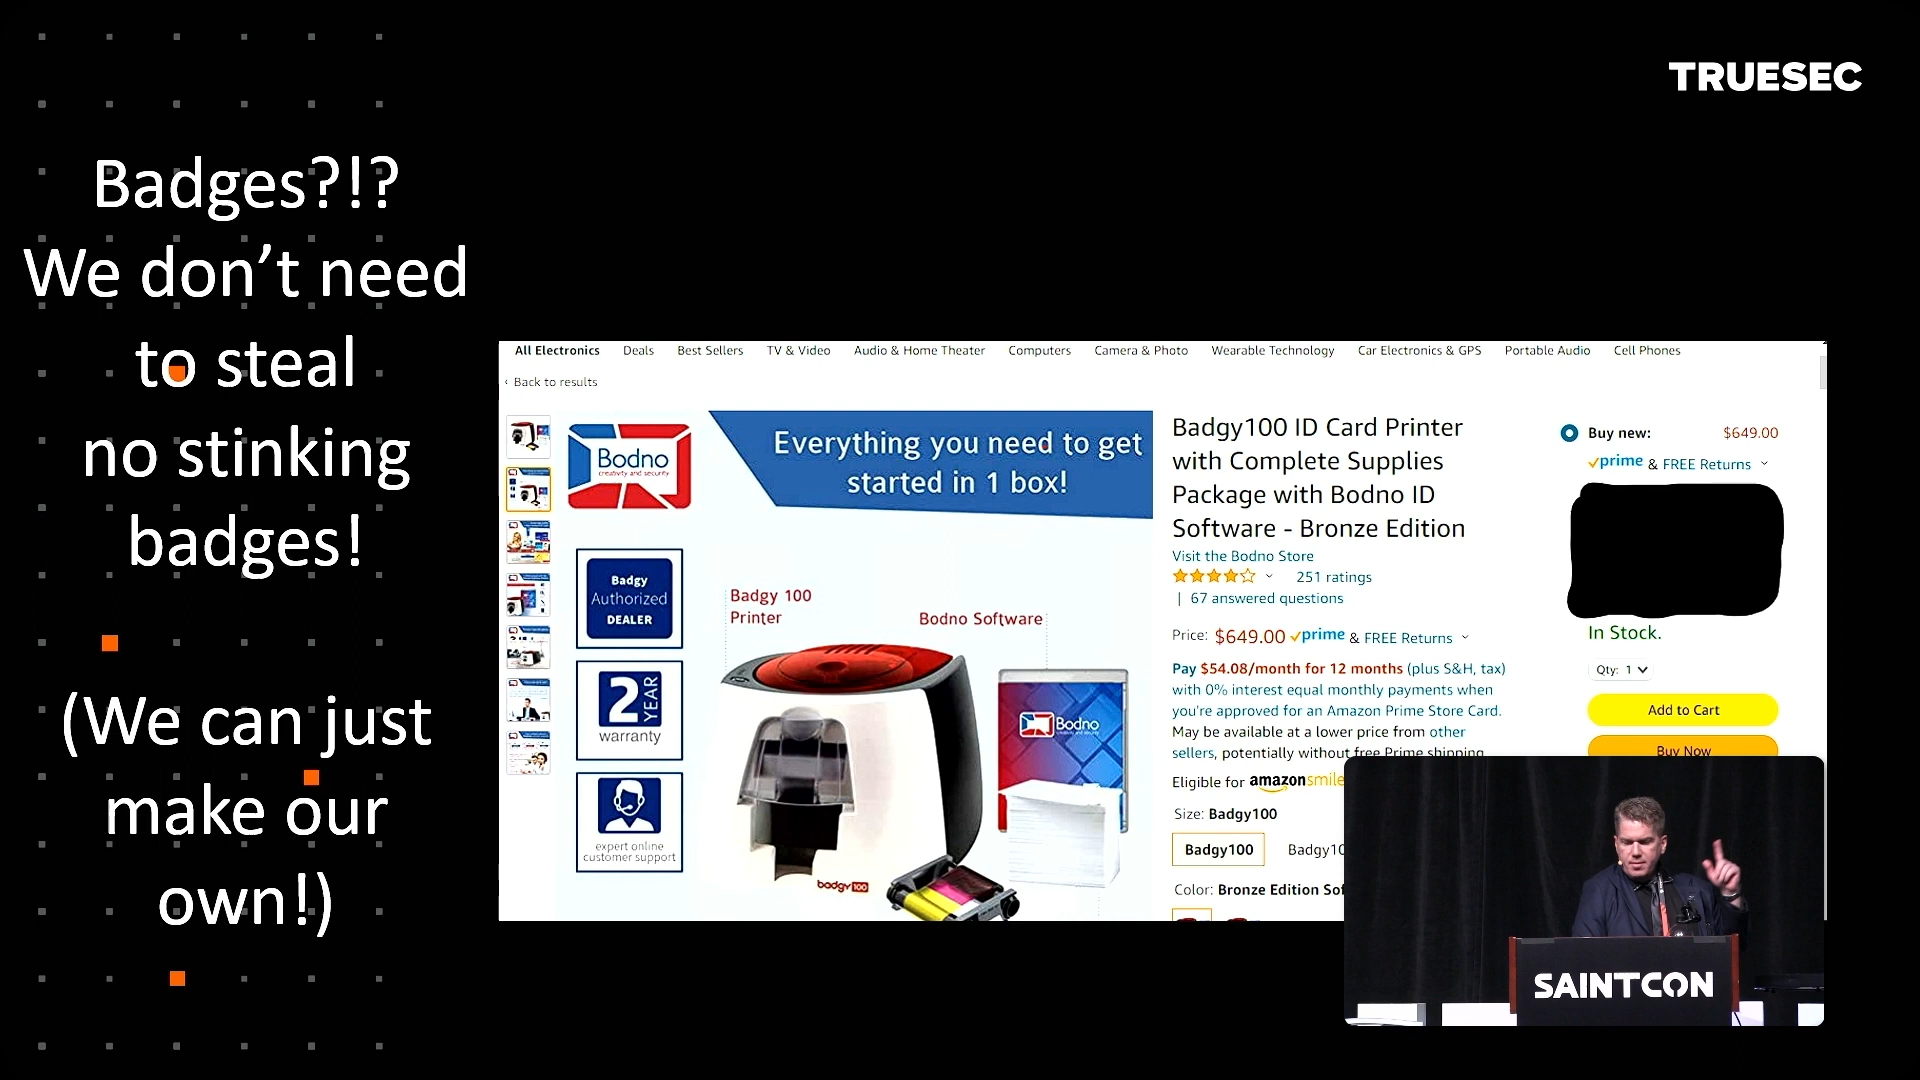 TRUESEC
Badges?!?
We don’t need
to steal
no stinking
badges!
(We can just
make our
own!)
All Electronics Deals Best Sellers TV & Video Audio & Home Theater Computers Camera & Photo Wearable Technology Car Electronics & GPS Portable Audio Cell Phones
‹ Back to results
Bodno
creativity and security
Everything you need to get
started in 1 box!
Badgy
Authorized
DEALER
2 YEAR
warranty
expert online
customer support
Badgy 100
Printer
Bodno Software
Bodno
badgy100
Badgy100 ID Card Printer
with Complete Supplies
Package with Bodno ID
Software - Bronze Edition
Visit the Bodno Store
251 ratings
| 67 answered questions
Price: $649.00 prime & FREE Returns
Pay $54.08/month for 12 months (plus S&H, tax)
with 0% interest equal monthly payments when
you're approved for an Amazon Prime Store Card.
May be available at a lower price from other
sellers, potentially without free Prime shipping.
Eligible for amazonsmile
Size: Badgy100
Badgy100 Badgy10
Color: Bronze Edition Sof
Buy new: $649.00
prime & FREE Returns
In Stock.
Qty: 1
Add to Cart
Buy Now
SAINTCON